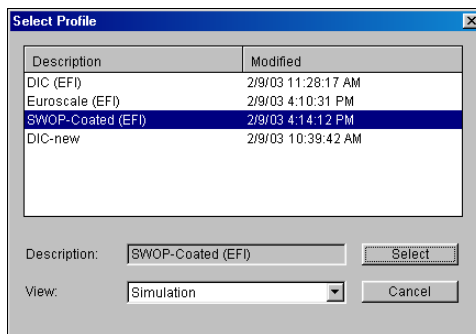 Select Profile
Description Modified
DIC (EFI) 2/9/03 11:28:17 AM
Euroscale (EFI) 2/9/03 4:10:31 PM
SWOP-Coated (EFI) 2/9/03 4:14:12 PM
DIC-new 2/9/03 10:39:42 AM
Description: SWOP-Coated (EFI) Select
View: Simulation Cancel